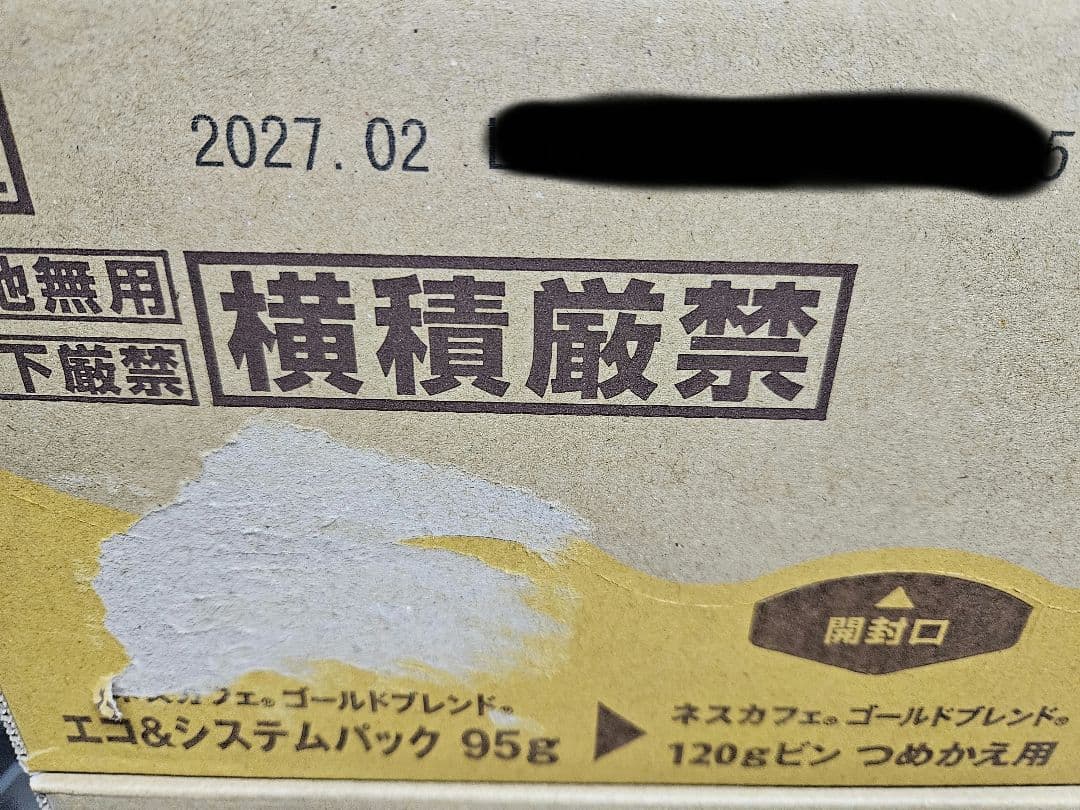 2027.02
地無用
横積厳禁
下厳禁
開封口
ネスカフェ® ゴールドブレンド®
エコ&システムパック 95g ▶
ネスカフェ® ゴールドブレンド®
120gビン つめかえ用